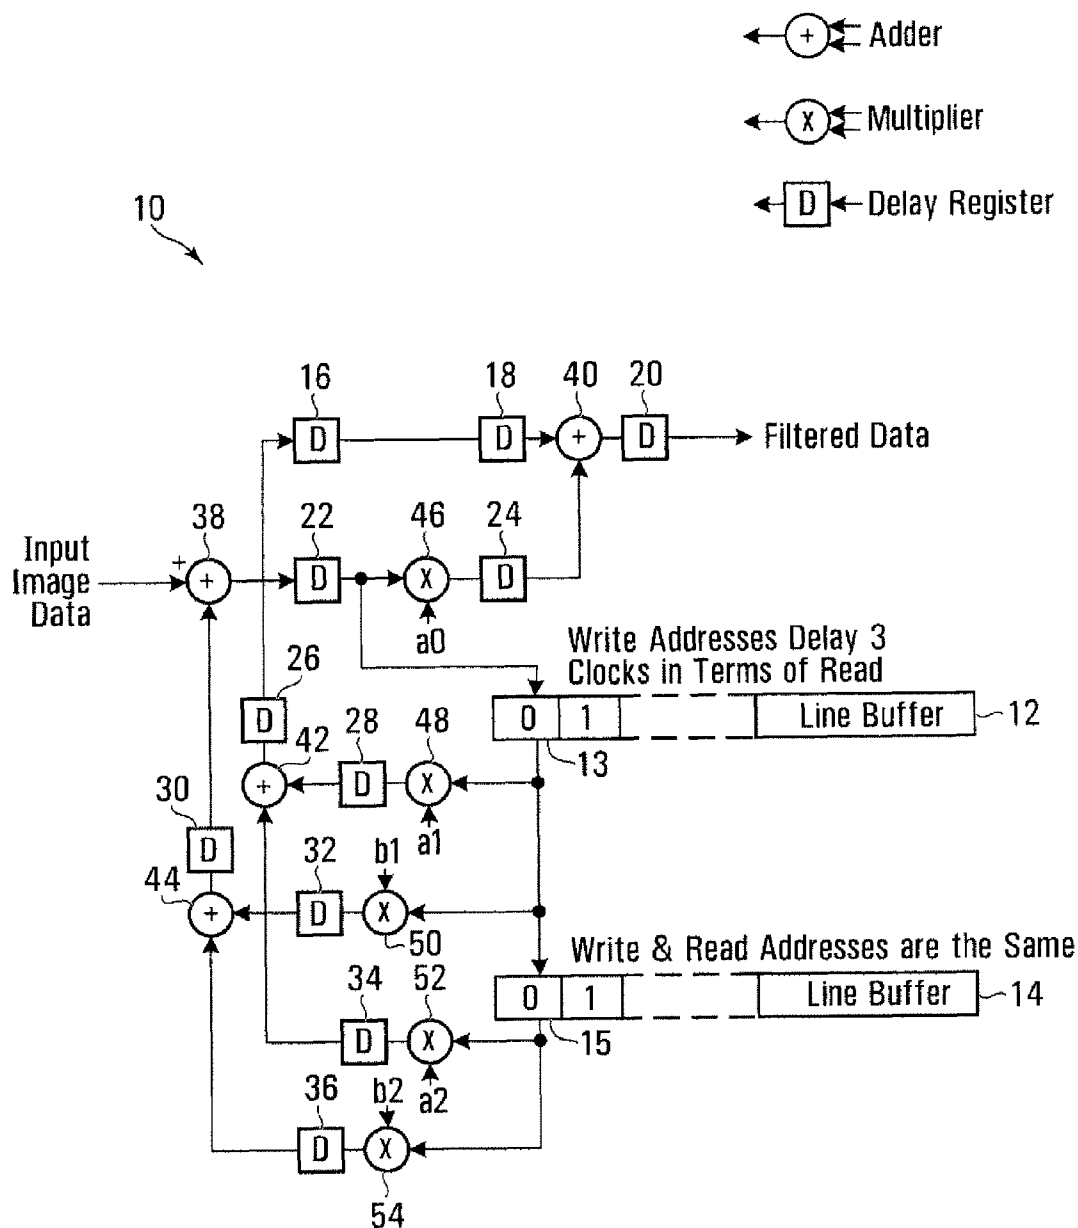 + Adder
X Multiplier
D Delay Register
10
16 18 40 20
D D + D Filtered Data
38 22 46 24
Input
Image
Data
+ + D X D
a0
Write Addresses Delay 3
Clocks in Terms of Read
26
D 0 1 Line Buffer 12
13
42 28 48
+ D X
a1
30
D
44 32 b1
+ D X
50
Write & Read Addresses are the Same
34 52
0 1 Line Buffer 14
15
D X
a2
36 b2
D X
54